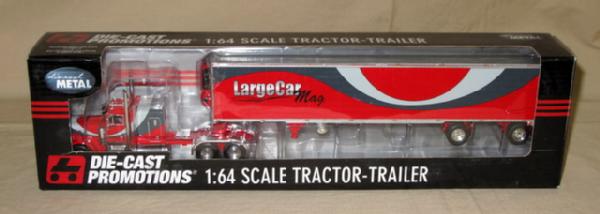 DIE-CAST
PROMOTIONS® 1:64 SCALE TRACTOR-TRAILER
diecast
METAL
LargeCar
Mag
DIE-CAST
PROMOTIONS® 1:64 SCALE TRACTOR-TRAILER